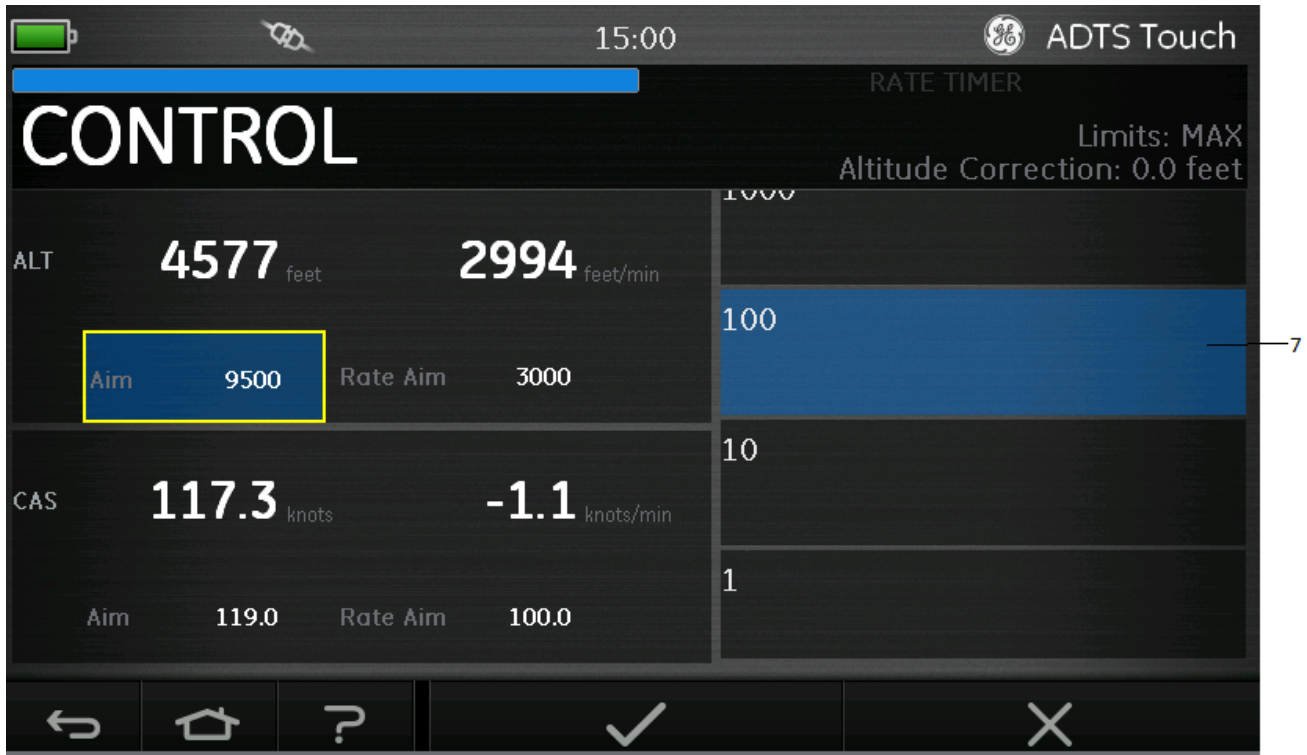 15:00
ADTS Touch
RATE TIMER
CONTROL
Limits: MAX
Altitude Correction: 0.0 feet
1000
ALT 4577 feet 2994 feet/min
100
7
Aim 9500 Rate Aim 3000
10
CAS 117.3 knots -1.1 knots/min
1
Aim 119.0 Rate Aim 100.0
?